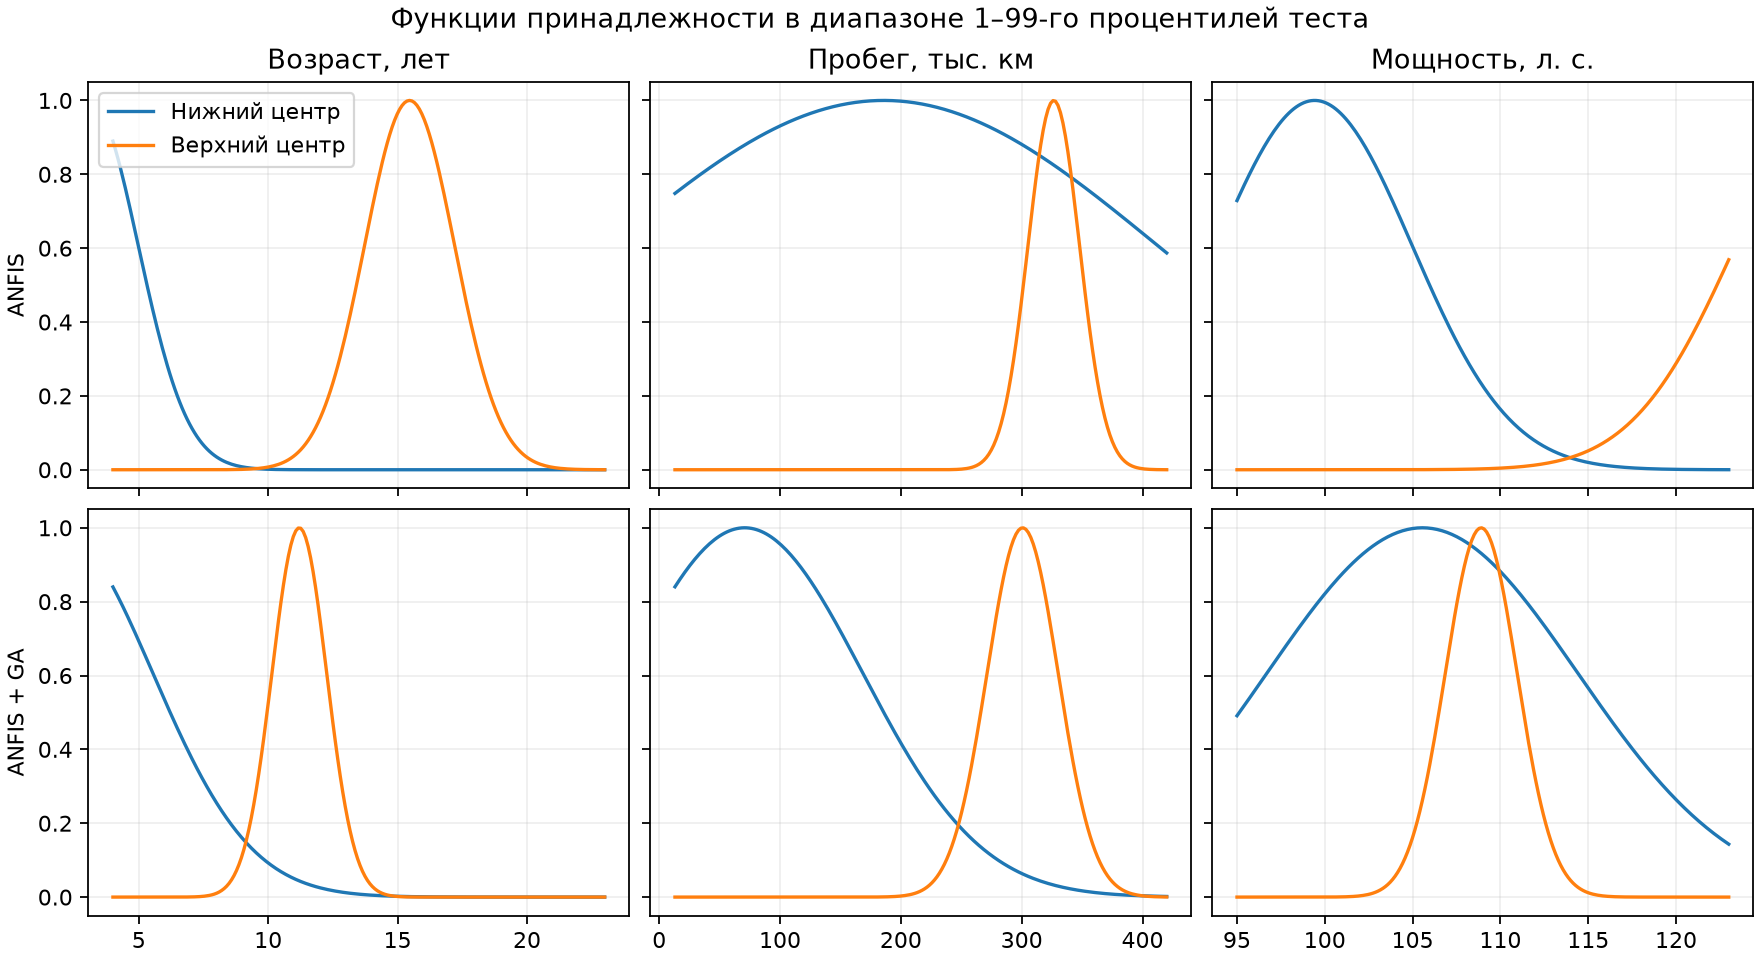 Функции принадлежности в диапазоне 1–99-го процентилей теста
Возраст, лет
Пробег, тыс. км
Мощность, л. с.
Нижний центр
Верхний центр
ANFIS
1.0
0.8
0.6
0.4
0.2
0.0
ANFIS + GA
1.0
0.8
0.6
0.4
0.2
0.0
5 10 15 20
0 100 200 300 400
95 100 105 110 115 120